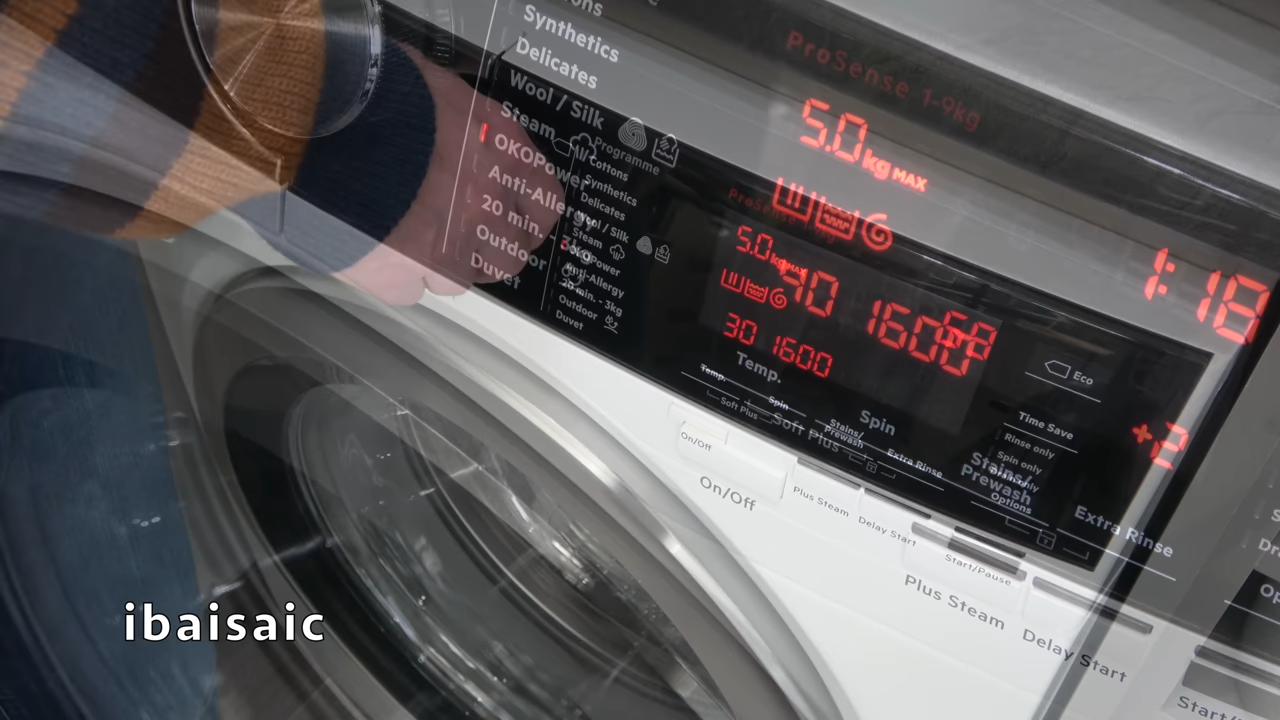 Synthetics
Delicates
Wool / Silk
Steam
ÖKOPower
Anti-Allergy
20 min. - 3kg
Outdoor
Duvet
ProSense 1-9kg
5.0 kg MAX
1:18
40 1600
+2
Temp.
Spin
Soft Plus
Stains/
Prewash
Extra Rinse
On/Off
Plus Steam
Delay Start
Programme
Cottons
Synthetics
Delicates
Wool / Silk
Steam
Anti-Allergy
20 min. - 3kg
Outdoor
Duvet
5.0 kg MAX
30 1600
Temp.
Spin
Soft Plus
Stains/
Prewash
Extra Rinse
Eco
Time Save
Rinse only
Spin only
Options
On/Off
Plus Steam
Delay Start
Start/Pause
ibaisaic